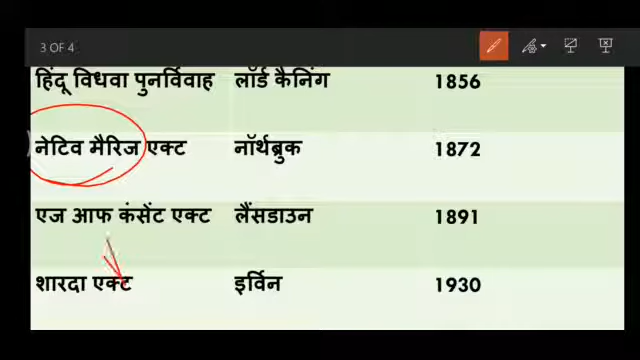 3 OF 4
हिंदू विधवा पुनर्विवाह लॉर्ड कैनिंग 1856
नेटिव मैरिज एक्ट नॉर्थब्रुक 1872
एज आफ कंसेंट एक्ट लैंसडाउन 1891
शारदा एक्ट इर्विन 1930